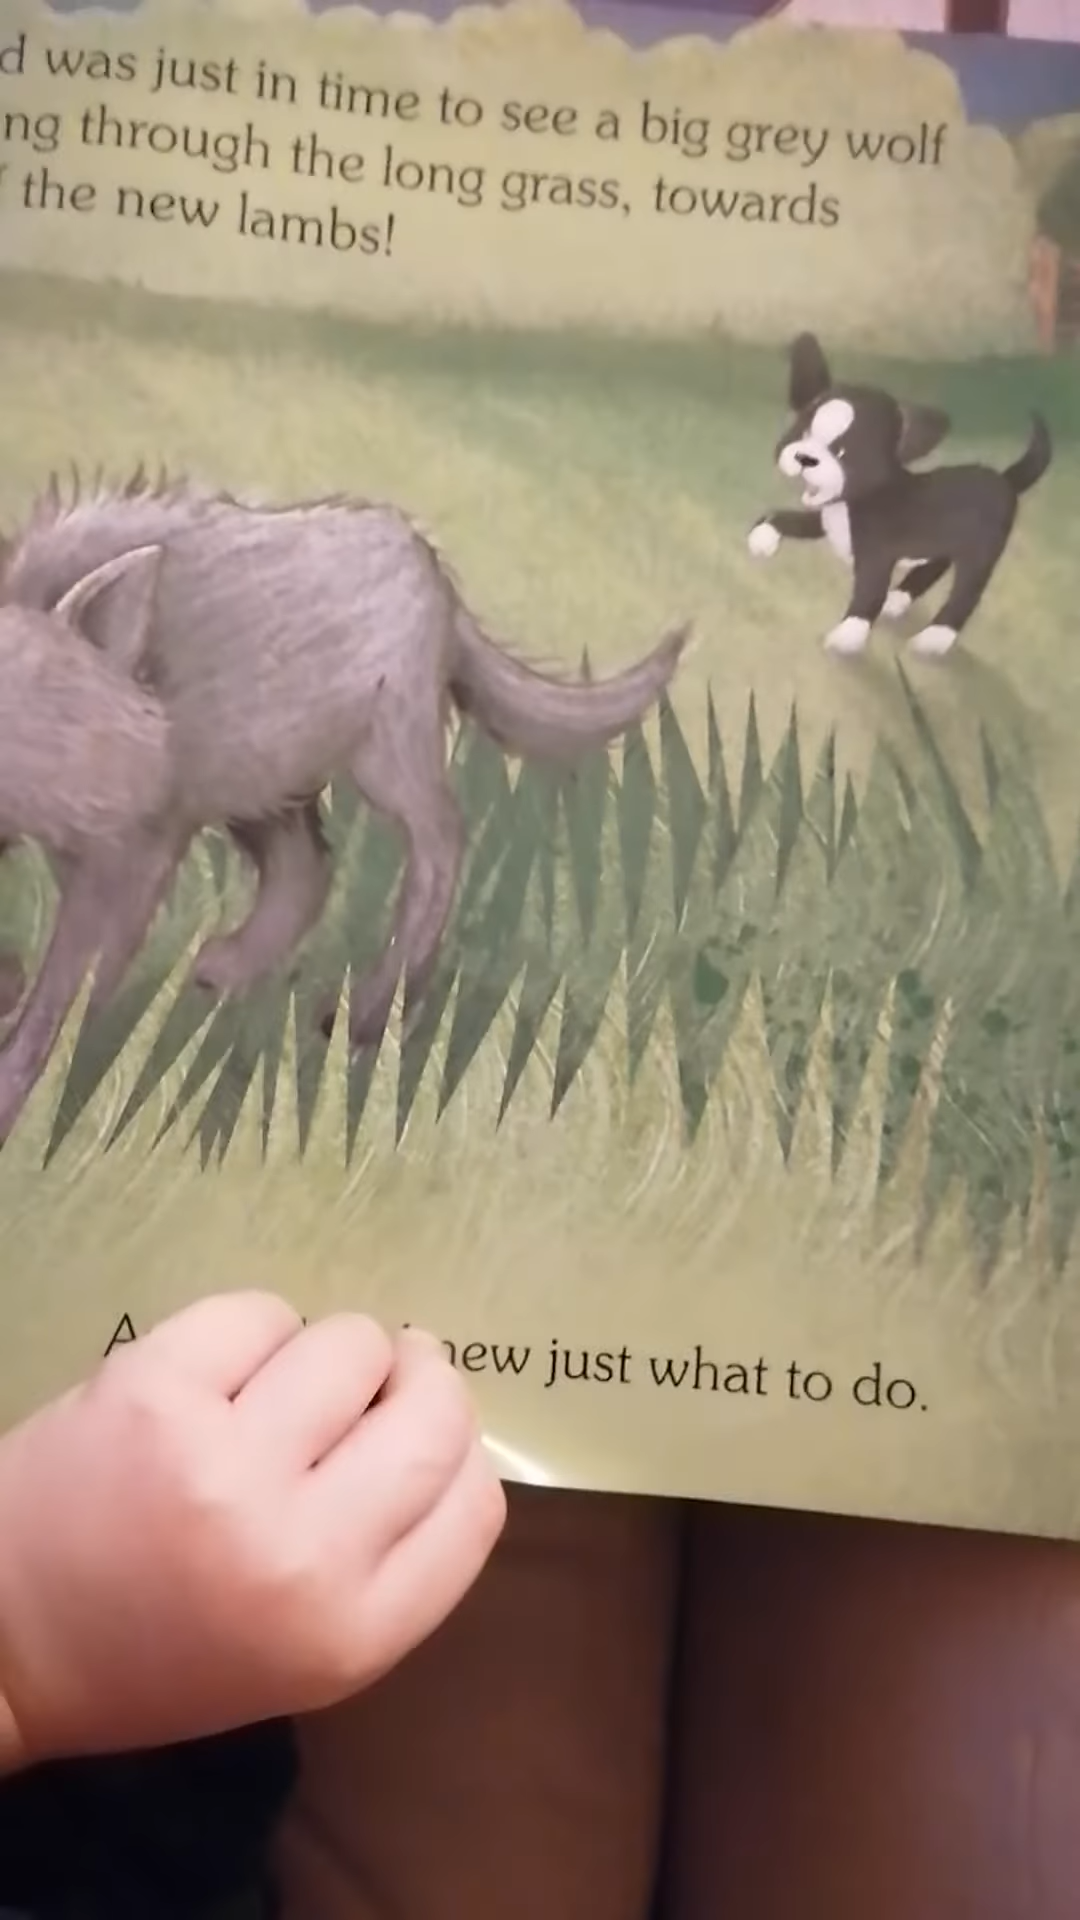 d was just in time to see a big grey wolf
ng through the long grass, towards
the new lambs!
A new just what to do.